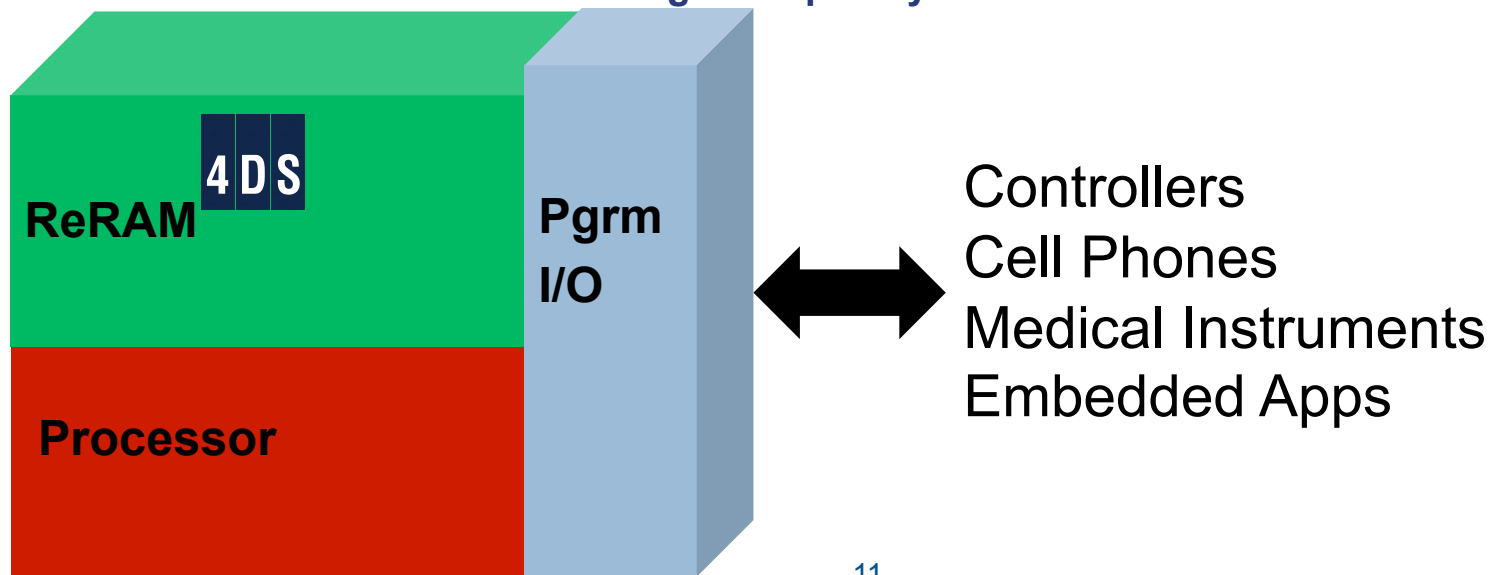 4DS
ReRAM
Pgrm
I/O
Processor
Controllers
Cell Phones
Medical Instruments
Embedded Apps
11